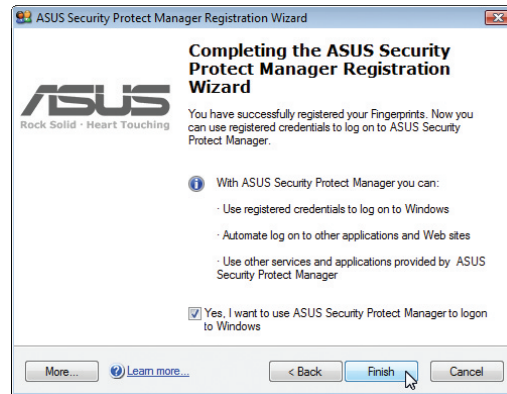 ASUS Security Protect Manager Registration Wizard
Completing the ASUS Security
Protect Manager Registration
Wizard
ASUS
Rock Solid · Heart Touching
You have successfully registered your Fingerprints. Now you
can use registered credentials to log on to ASUS Security
Protect Manager.
With ASUS Security Protect Manager you can:
· Use registered credentials to log on to Windows
· Automate log on to other applications and Web sites
· Use other services and applications provided by ASUS
Security Protect Manager
Yes, I want to use ASUS Security Protect Manager to logon
to Windows
More... Learn more... < Back Finish Cancel